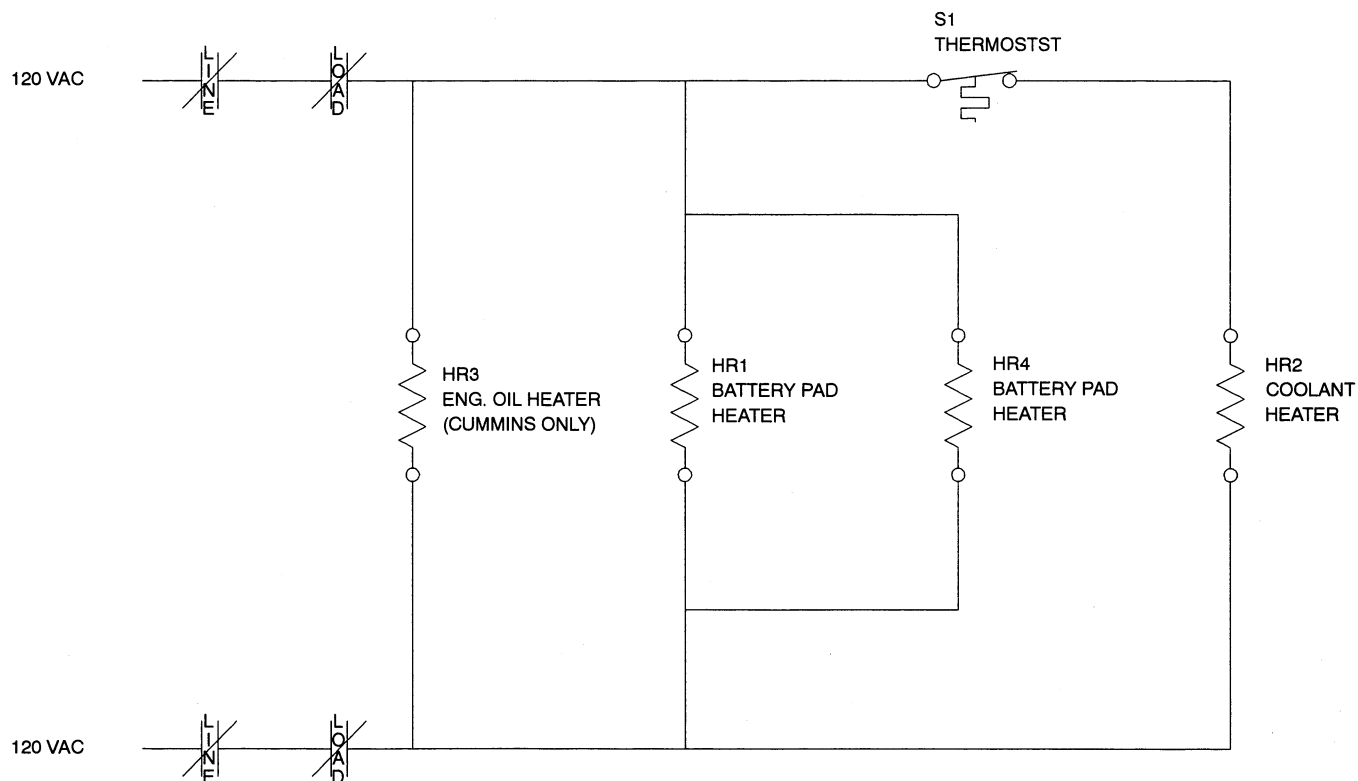 S1
THERMOSTST
120 VAC
LINE
LOAD
HR3
ENG. OIL HEATER
(CUMMINS ONLY)
HR1
BATTERY PAD
HEATER
HR4
BATTERY PAD
HEATER
HR2
COOLANT
HEATER
120 VAC
LINE
LOAD